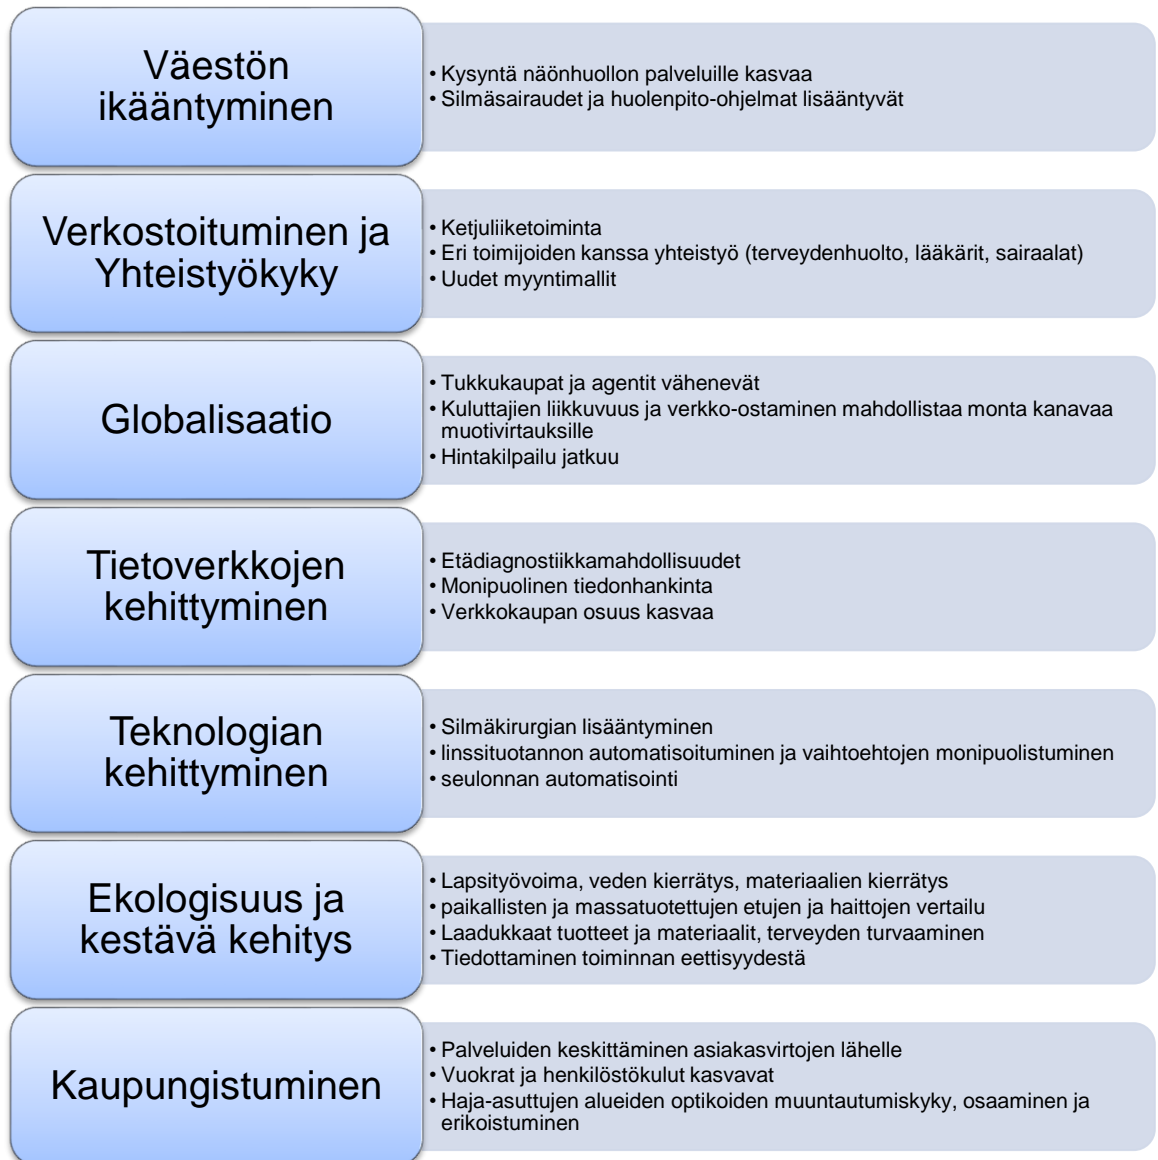 Väestön
ikääntyminen
• Kysyntä näönhuollon palveluille kasvaa
• Silmäsairaudet ja huolenpito-ohjelmat lisääntyvät
Verkostoituminen ja
Yhteistyökyky
• Ketjuliiketoiminta
• Eri toimijoiden kanssa yhteistyö (terveydenhuolto, lääkärit, sairaalat)
• Uudet myyntimallit
Globalisaatio
• Tukkukaupat ja agentit vähenevät
• Kuluttajien liikkuvuus ja verkko-ostaminen mahdollistaa monta kanavaa
muotivirtauksille
• Hintakilpailu jatkuu
Tietoverkkojen
kehittyminen
• Etädiagnostiikkamahdollisuudet
• Monipuolinen tiedonhankinta
• Verkkokaupan osuus kasvaa
Teknologian
kehittyminen
• Silmäkirurgian lisääntyminen
• linssituotannon automatisoituminen ja vaihtoehtojen monipuolistuminen
• seulonnan automatisointi
Ekologisuus ja
kestävä kehitys
• Lapsityövoima, veden kierrätys, materiaalien kierrätys
• paikallisten ja massatuotettujen etujen ja haittojen vertailu
• Laadukkaat tuotteet ja materiaalit, terveyden turvaaminen
• Tiedottaminen toiminnan eettisyydestä
Kaupungistuminen
• Palveluiden keskittäminen asiakasvirtojen lähelle
• Vuokrat ja henkilöstökulut kasvavat
• Haja-asuttujen alueiden optikoiden muuntautumiskyky, osaaminen ja
erikoistuminen